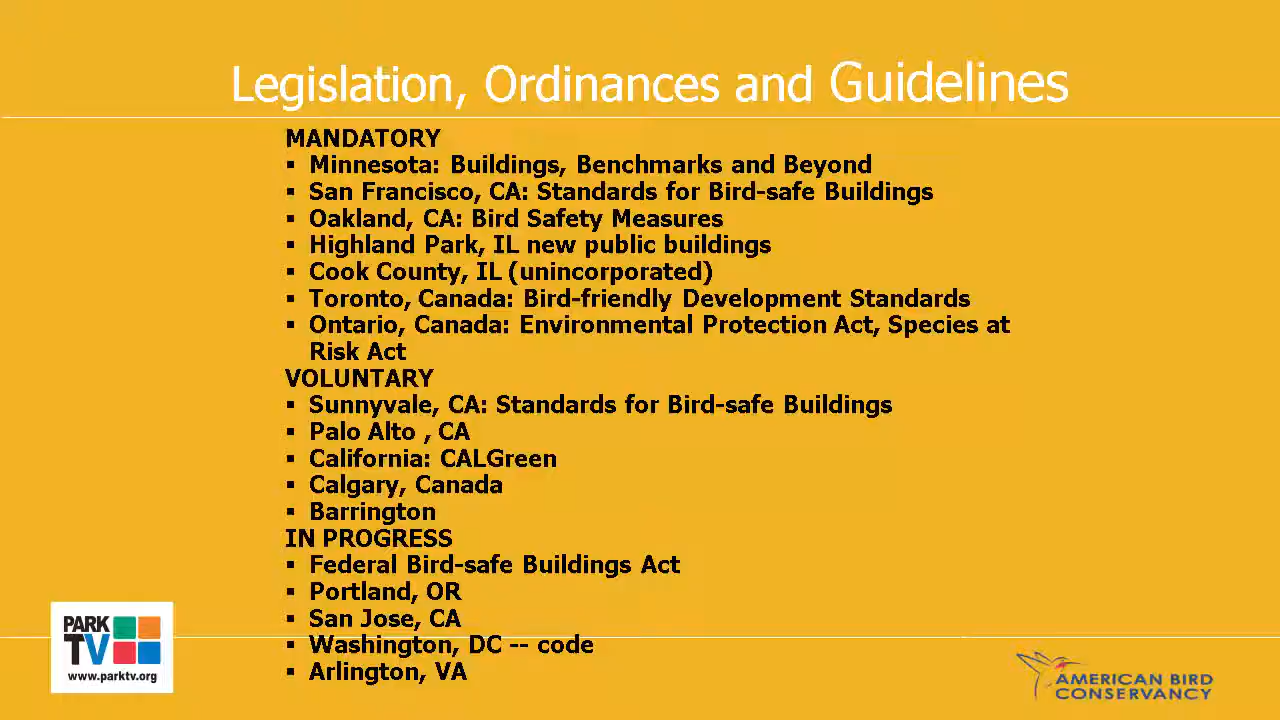 Legislation, Ordinances and Guidelines
MANDATORY
▪ Minnesota: Buildings, Benchmarks and Beyond
▪ San Francisco, CA: Standards for Bird-safe Buildings
▪ Oakland, CA: Bird Safety Measures
▪ Highland Park, IL new public buildings
▪ Cook County, IL (unincorporated)
▪ Toronto, Canada: Bird-friendly Development Standards
▪ Ontario, Canada: Environmental Protection Act, Species at
Risk Act
VOLUNTARY
▪ Sunnyvale, CA: Standards for Bird-safe Buildings
▪ Palo Alto , CA
▪ California: CALGreen
▪ Calgary, Canada
▪ Barrington
IN PROGRESS
▪ Federal Bird-safe Buildings Act
▪ Portland, OR
▪ San Jose, CA
▪ Washington, DC -- code
▪ Arlington, VA
PARK
TV
www.parktv.org
AMERICAN BIRD
CONSERVANCY